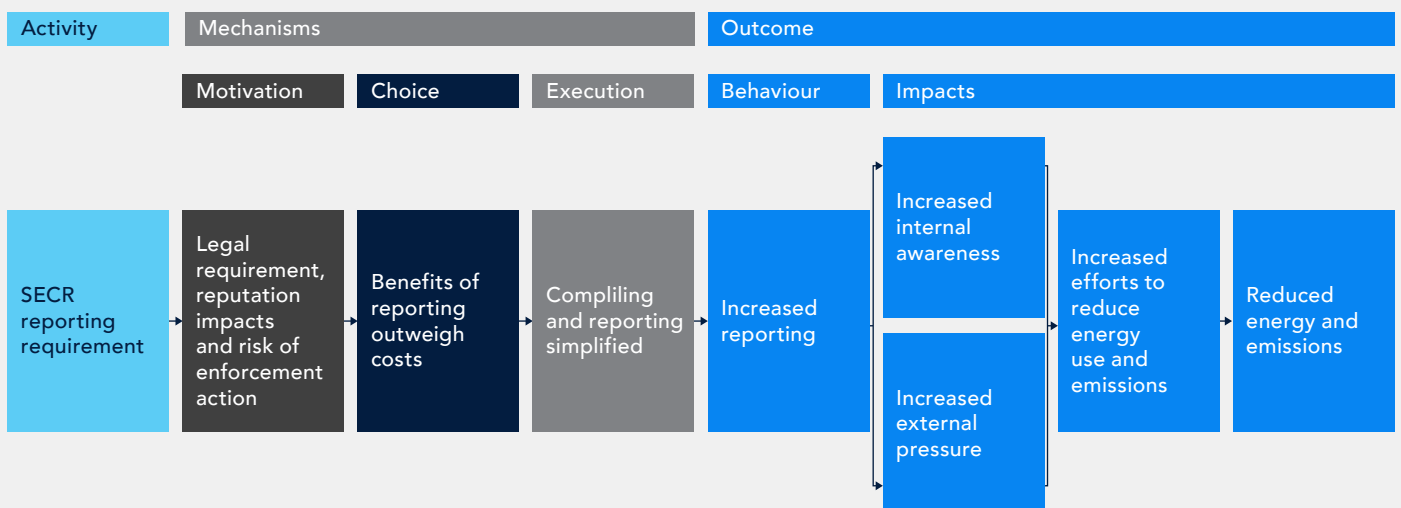 Activity
Mechanisms
Outcome
Motivation
Choice
Execution
Behaviour
Impacts
SECR
reporting
requirement
Legal
requirement,
reputation
impacts
and risk of
enforcement
action
Benefits of
reporting
outweigh
costs
Compliling
and reporting
simplified
Increased
reporting
Increased
internal
awareness
Increased
external
pressure
Increased
efforts to
reduce
energy
use and
emissions
Reduced
energy and
emissions